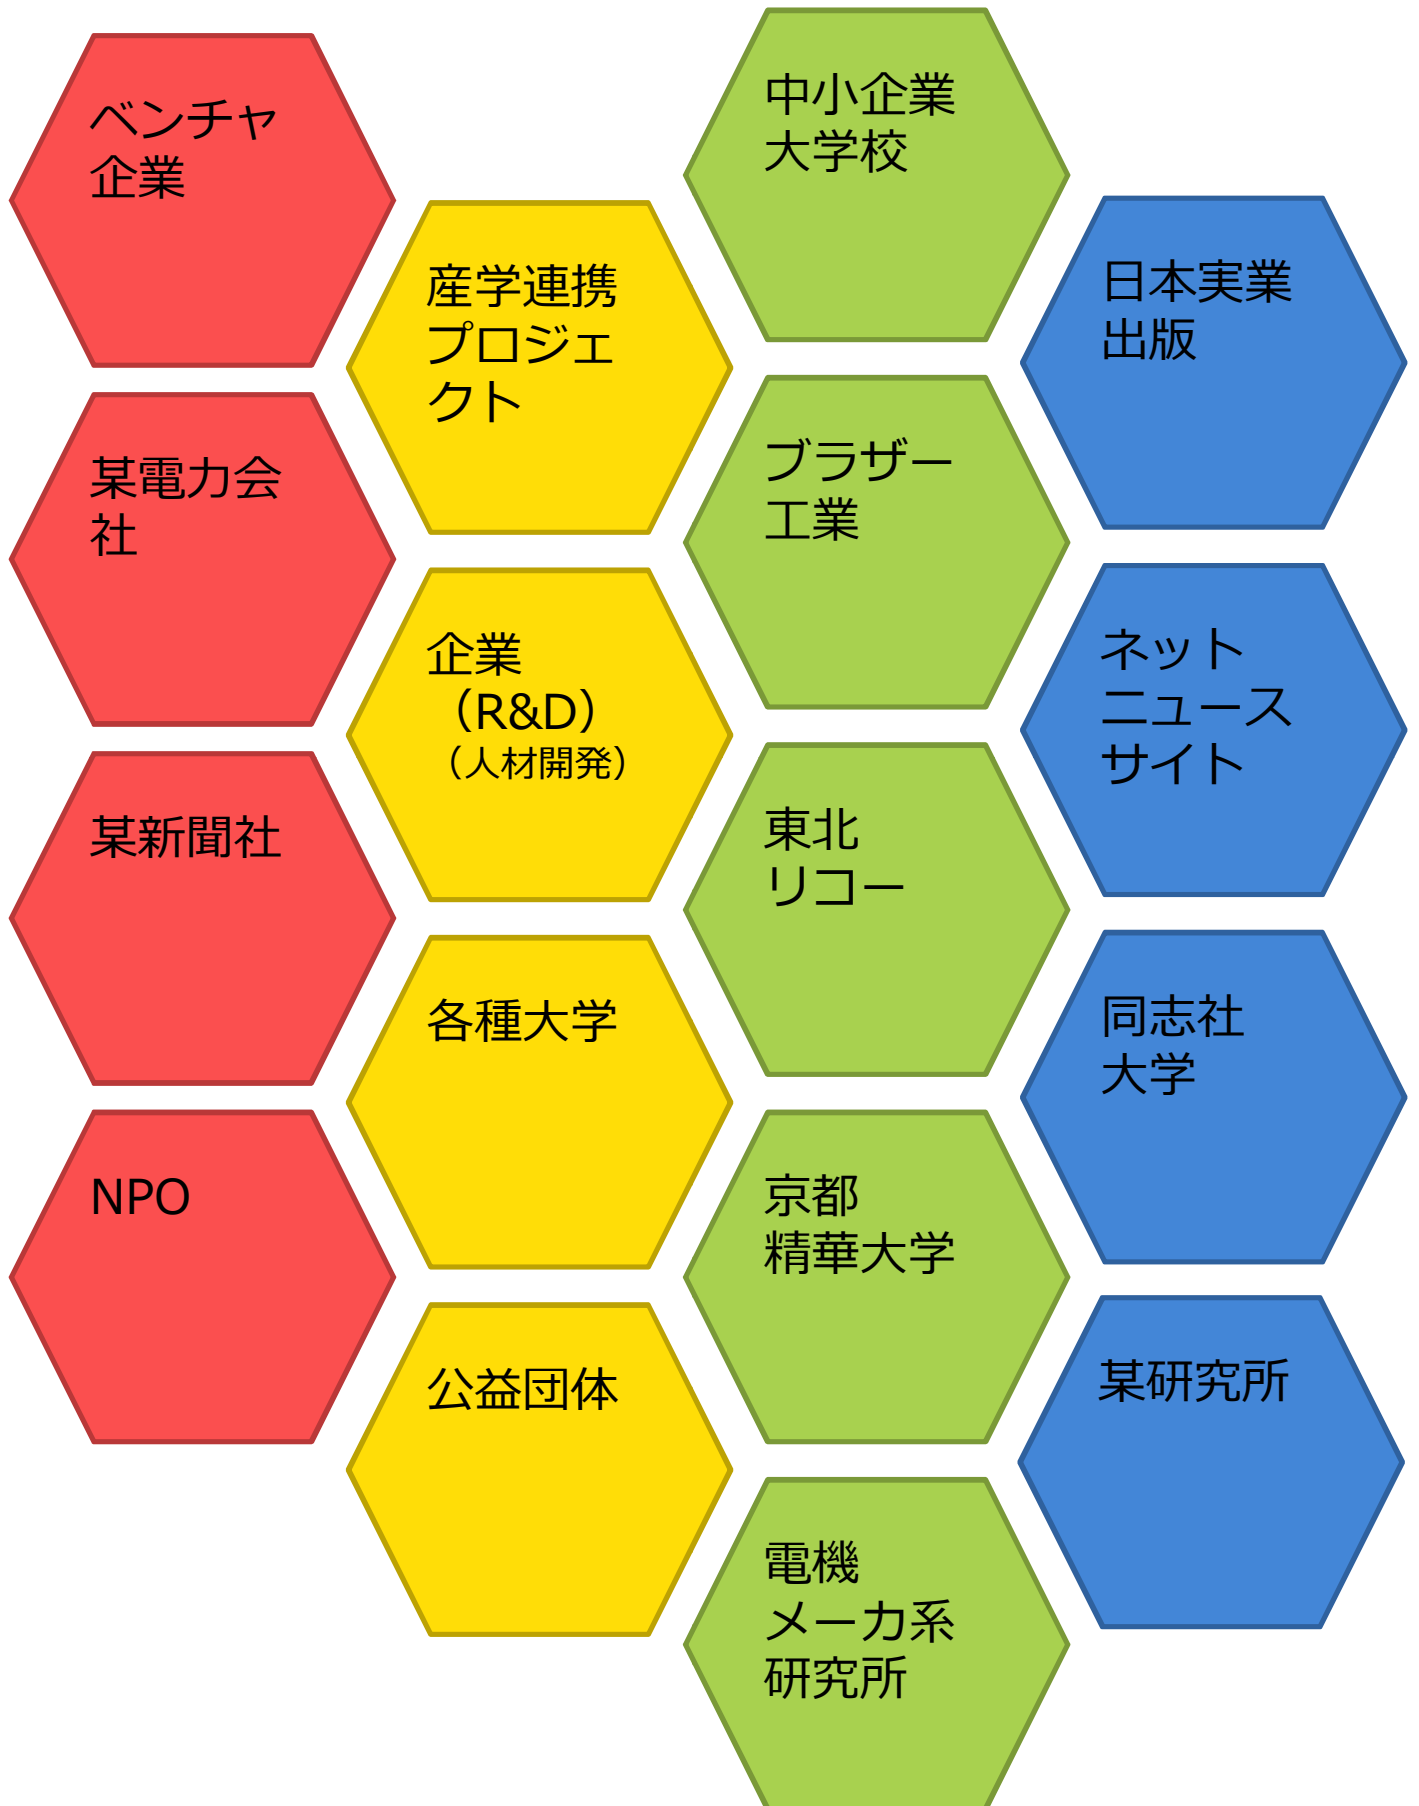 ベンチャ
企業
某電力会
社
某新聞社
NPO
産学連携
プロジェ
クト
企業
（R&D）
（人材開発）
各種大学
公益団体
中小企業
大学校
ブラザー
工業
東北
リコー
京都
精華大学
電機
メーカ系
研究所
日本実業
出版
ネット
ニュース
サイト
同志社
大学
某研究所